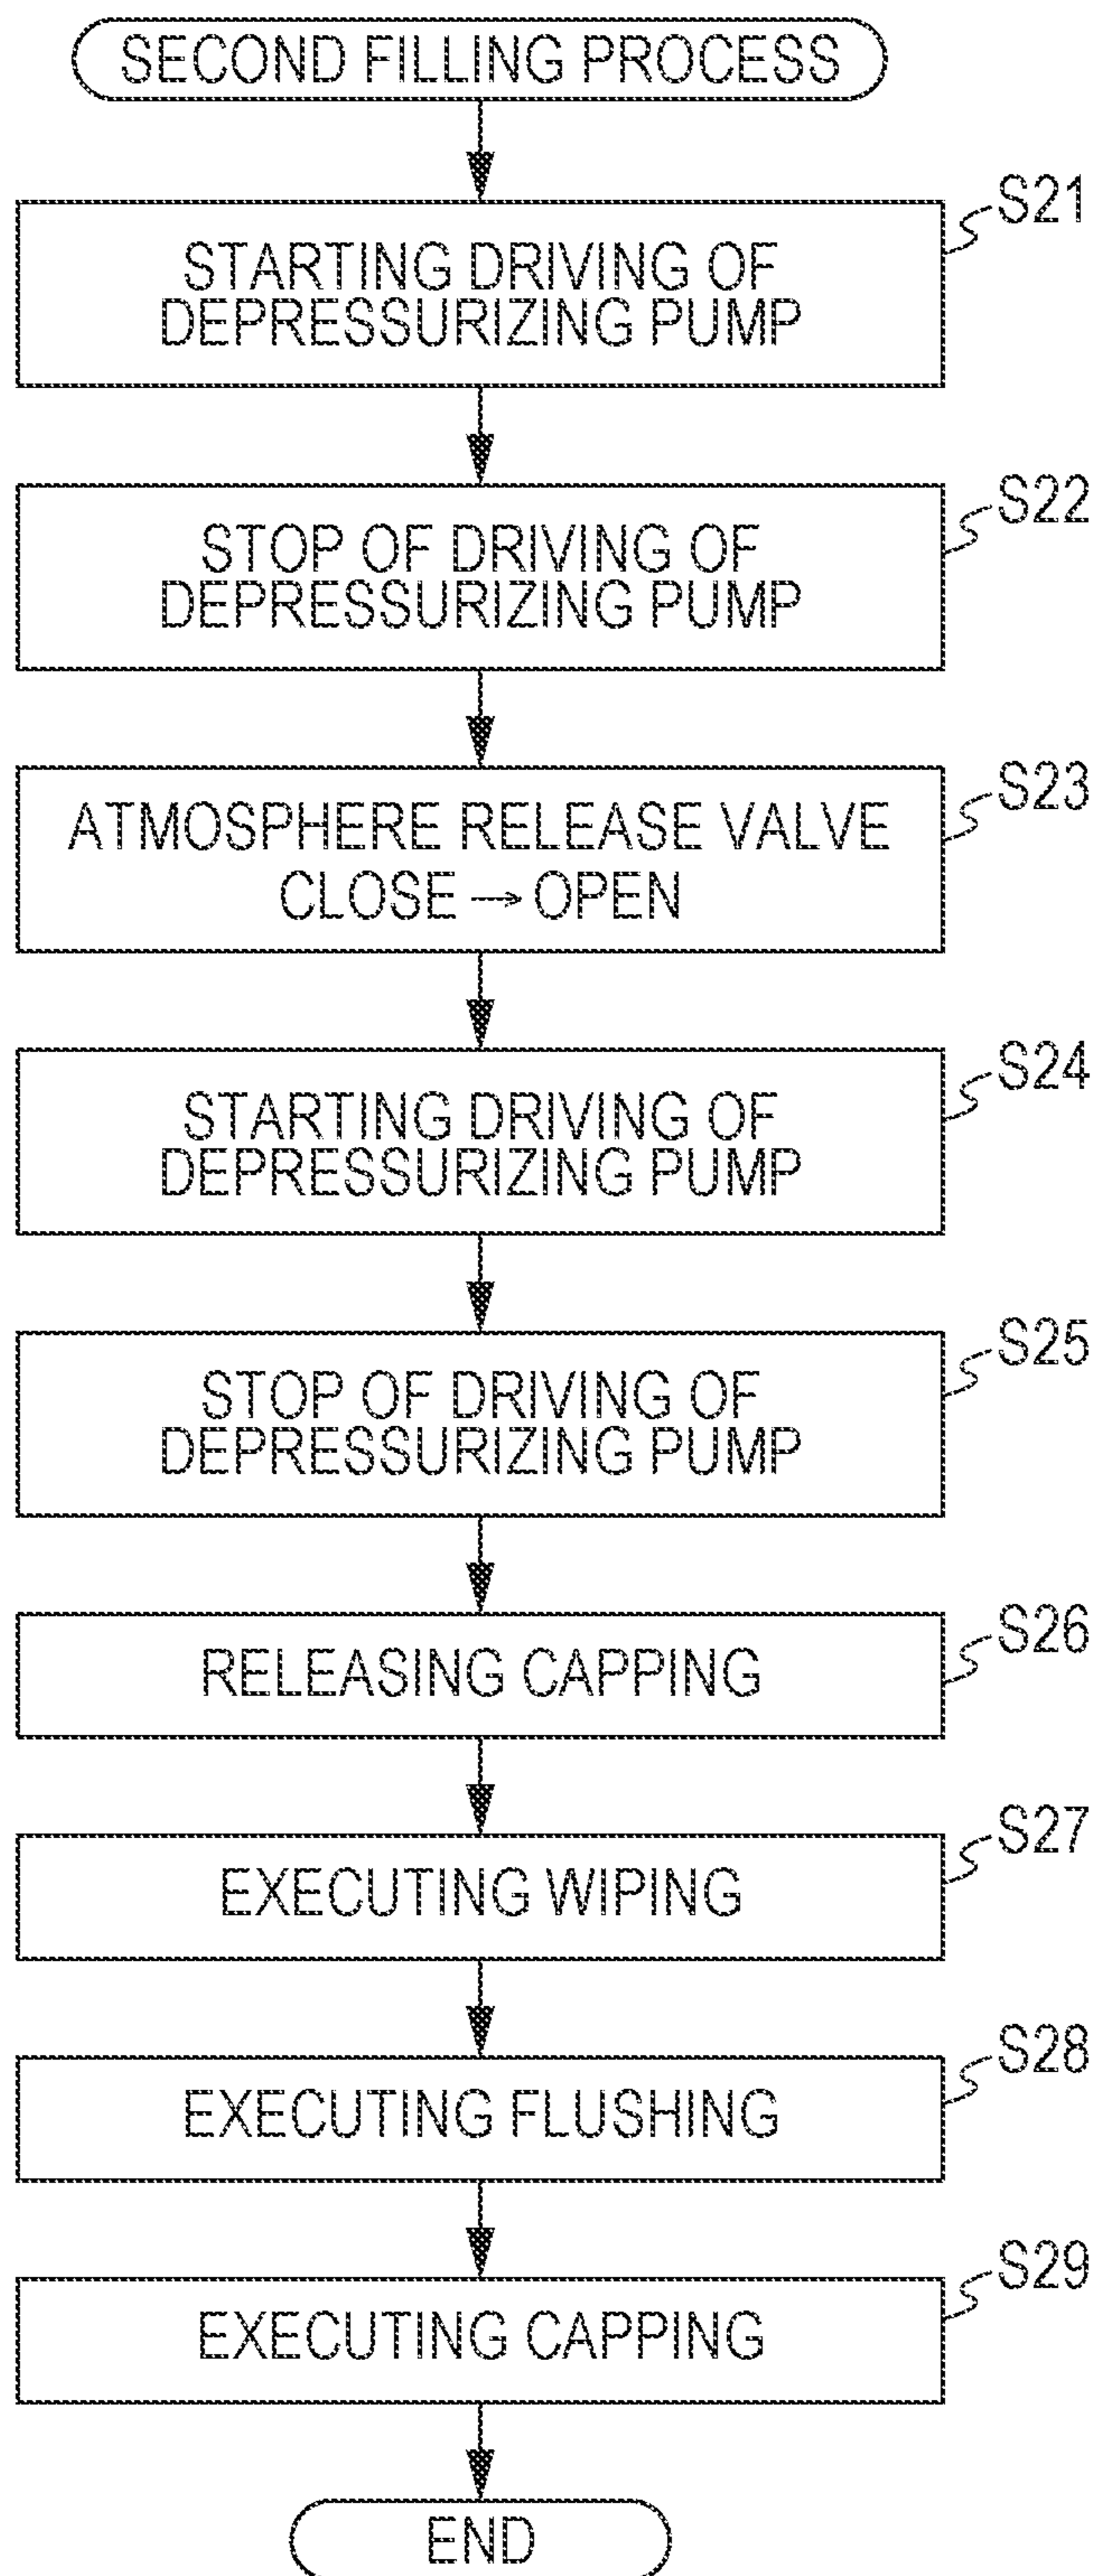 SECOND FILLING PROCESS
S21
STARTING DRIVING OF
DEPRESSURIZING PUMP
S22
STOP OF DRIVING OF
DEPRESSURIZING PUMP
S23
ATMOSPHERE RELEASE VALVE
CLOSE → OPEN
S24
STARTING DRIVING OF
DEPRESSURIZING PUMP
S25
STOP OF DRIVING OF
DEPRESSURIZING PUMP
S26
RELEASING CAPPING
S27
EXECUTING WIPING
S28
EXECUTING FLUSHING
S29
EXECUTING CAPPING
END